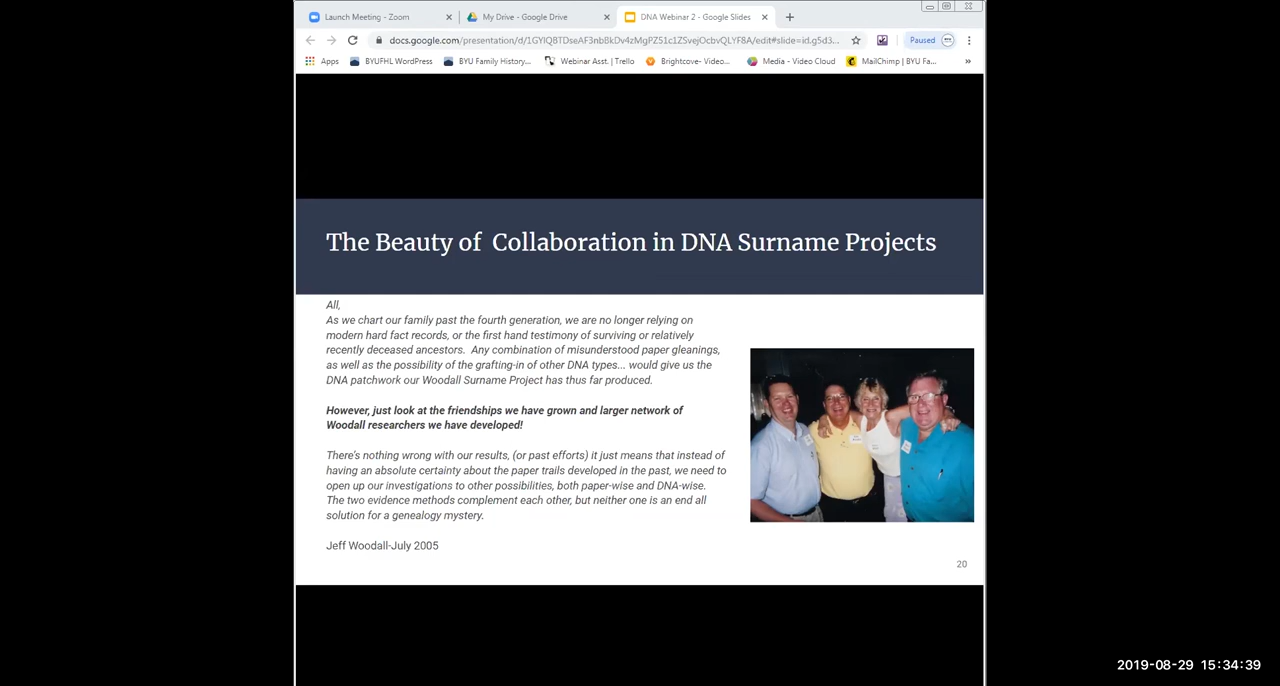 Launch Meeting - Zoom
My Drive - Google Drive
DNA Webinar 2 - Google Slides
Paused
Apps
BYUFHL WordPress
BYU Family History...
Webinar Asst. | Trello
Brightcove- Video...
Media - Video Cloud
MailChimp | BYU Fa...
»
The Beauty of Collaboration in DNA Surname Projects
All,
As we chart our family past the fourth generation, we are no longer relying on
modern hard fact records, or the first hand testimony of surviving or relatively
recently deceased ancestors. Any combination of misunderstood paper gleanings,
as well as the possibility of the grafting-in of other DNA types... would give us the
DNA patchwork our Woodall Surname Project has thus far produced.
However, just look at the friendships we have grown and larger network of
Woodall researchers we have developed!
There's nothing wrong with our results, (or past efforts) it just means that instead of
having an absolute certainty about the paper trails developed in the past, we need to
open up our investigations to other possibilities, both paper-wise and DNA-wise.
The two evidence methods complement each other, but neither one is an end all
solution for a genealogy mystery.
Jeff Woodall-July 2005
20
2019-08-29 15:34:39